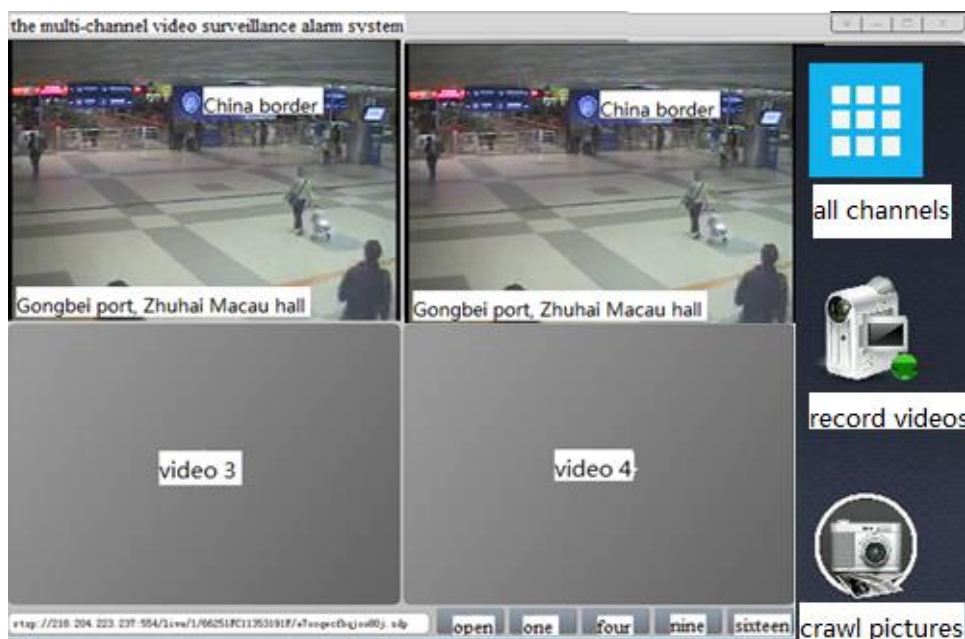 the multi-channel video surveillance alarm system
China border
China border
all channels
Gongbei port, Zhuhai Macau hall
Gongbei port, Zhuhai Macau hall
record videos
video 3
video 4
open one four nine sixteen
crawl pictures